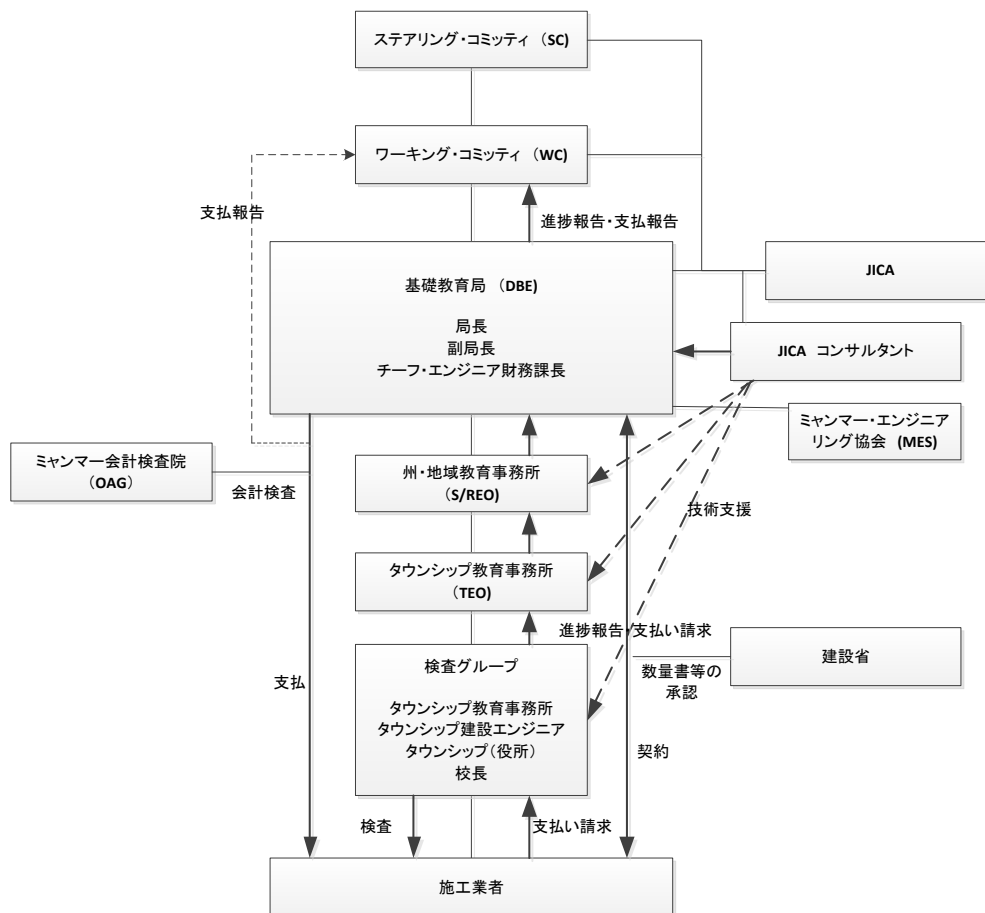 ステアリング・コミッティ (SC)
ワーキング・コミッティ (WC)
支払報告
進捗報告・支払報告
基礎教育局 (DBE)
局長
副局長
チーフ・エンジニア財務課長
JICA
JICA コンサルタント
ミャンマー・エンジニア
リング協会 (MES)
ミャンマー会計検査院
(OAG)
会計検査
州・地域教育事務所
(S/REO)
技術支援
タウンシップ教育事務所
(TEO)
進捗報告・支払い請求
建設省
数量書等の
承認
検査グループ
タウンシップ教育事務所
タウンシップ建設エンジニア
タウンシップ(役所)
校長
支払
契約
検査
支払い請求
施工業者